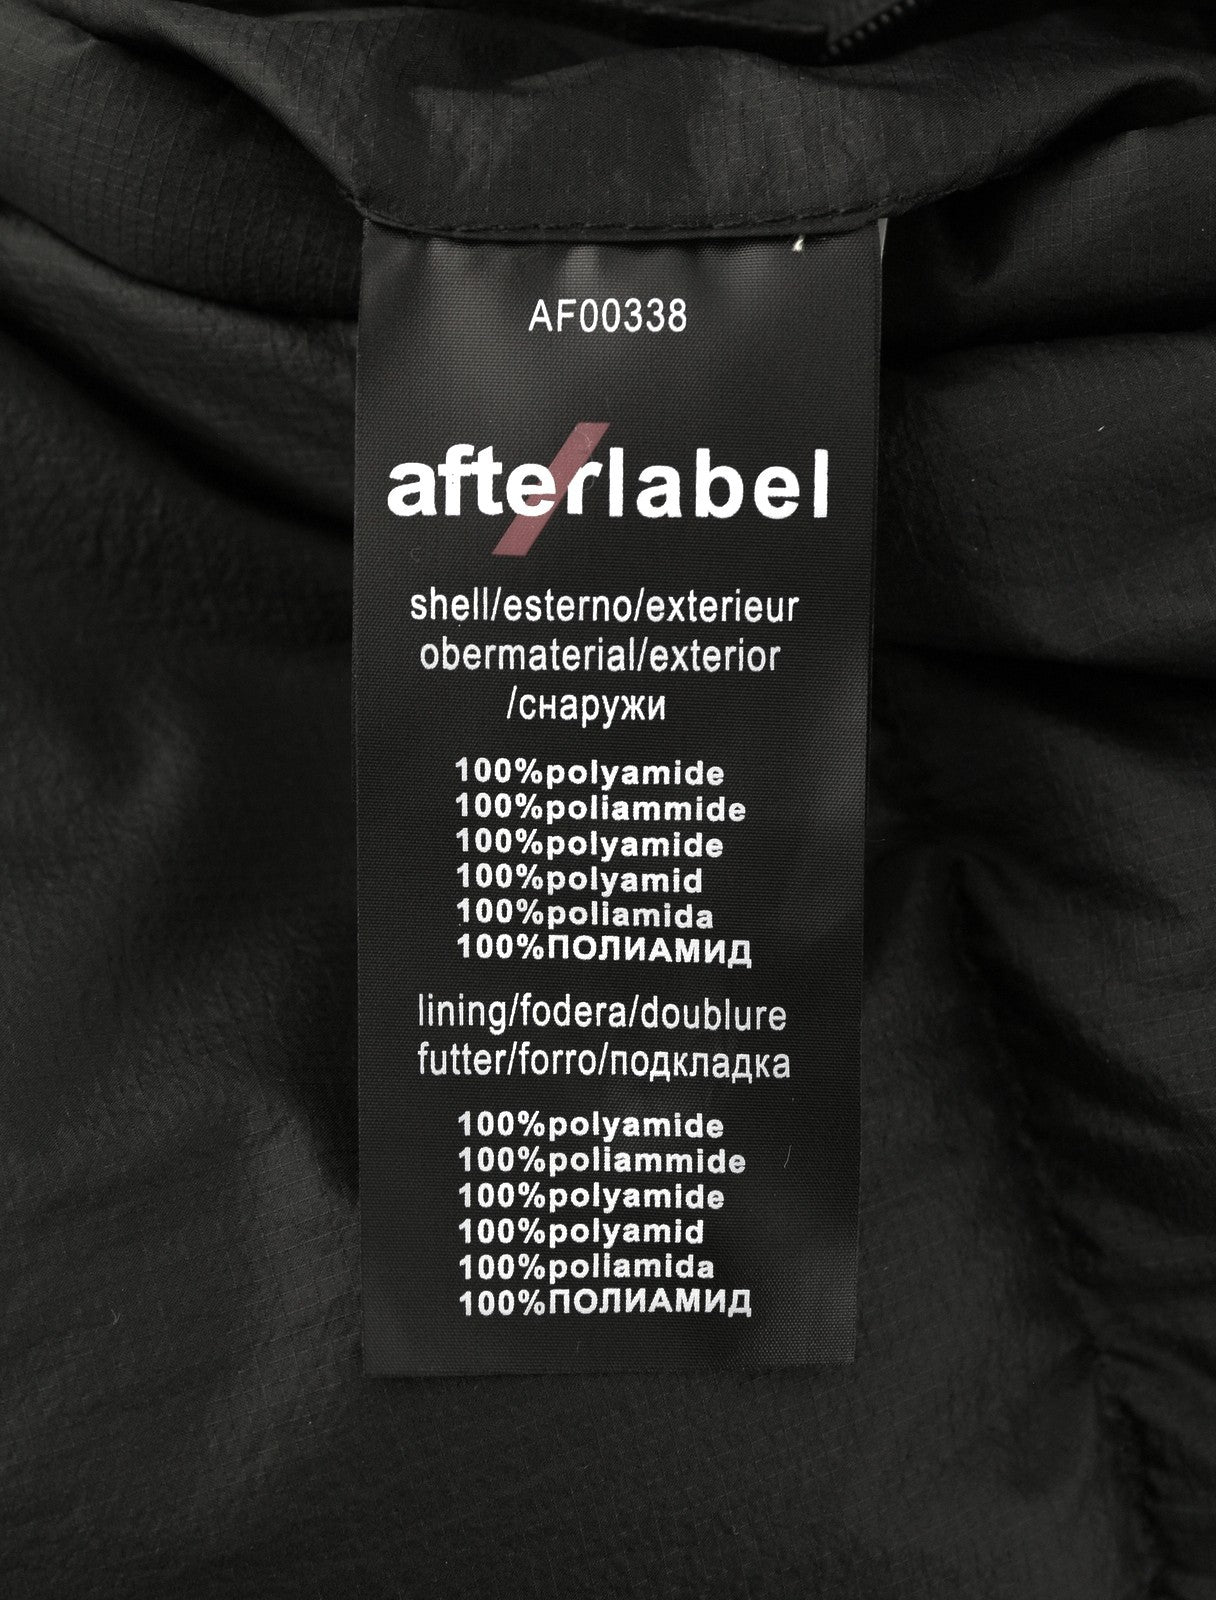 AF00338
afterlabel
shell/esterno/exterieur
obermaterial/exterior
/снаружи
100%polyamide
100%poliammide
100%polyamide
100%polyamid
100%poliamida
100%ПОЛИАМИД
lining/fodera/doublure
futter/forro/подкладка
100%polyamide
100%poliammide
100%polyamide
100%polyamid
100%poliamida
100%ПОЛИАМИД